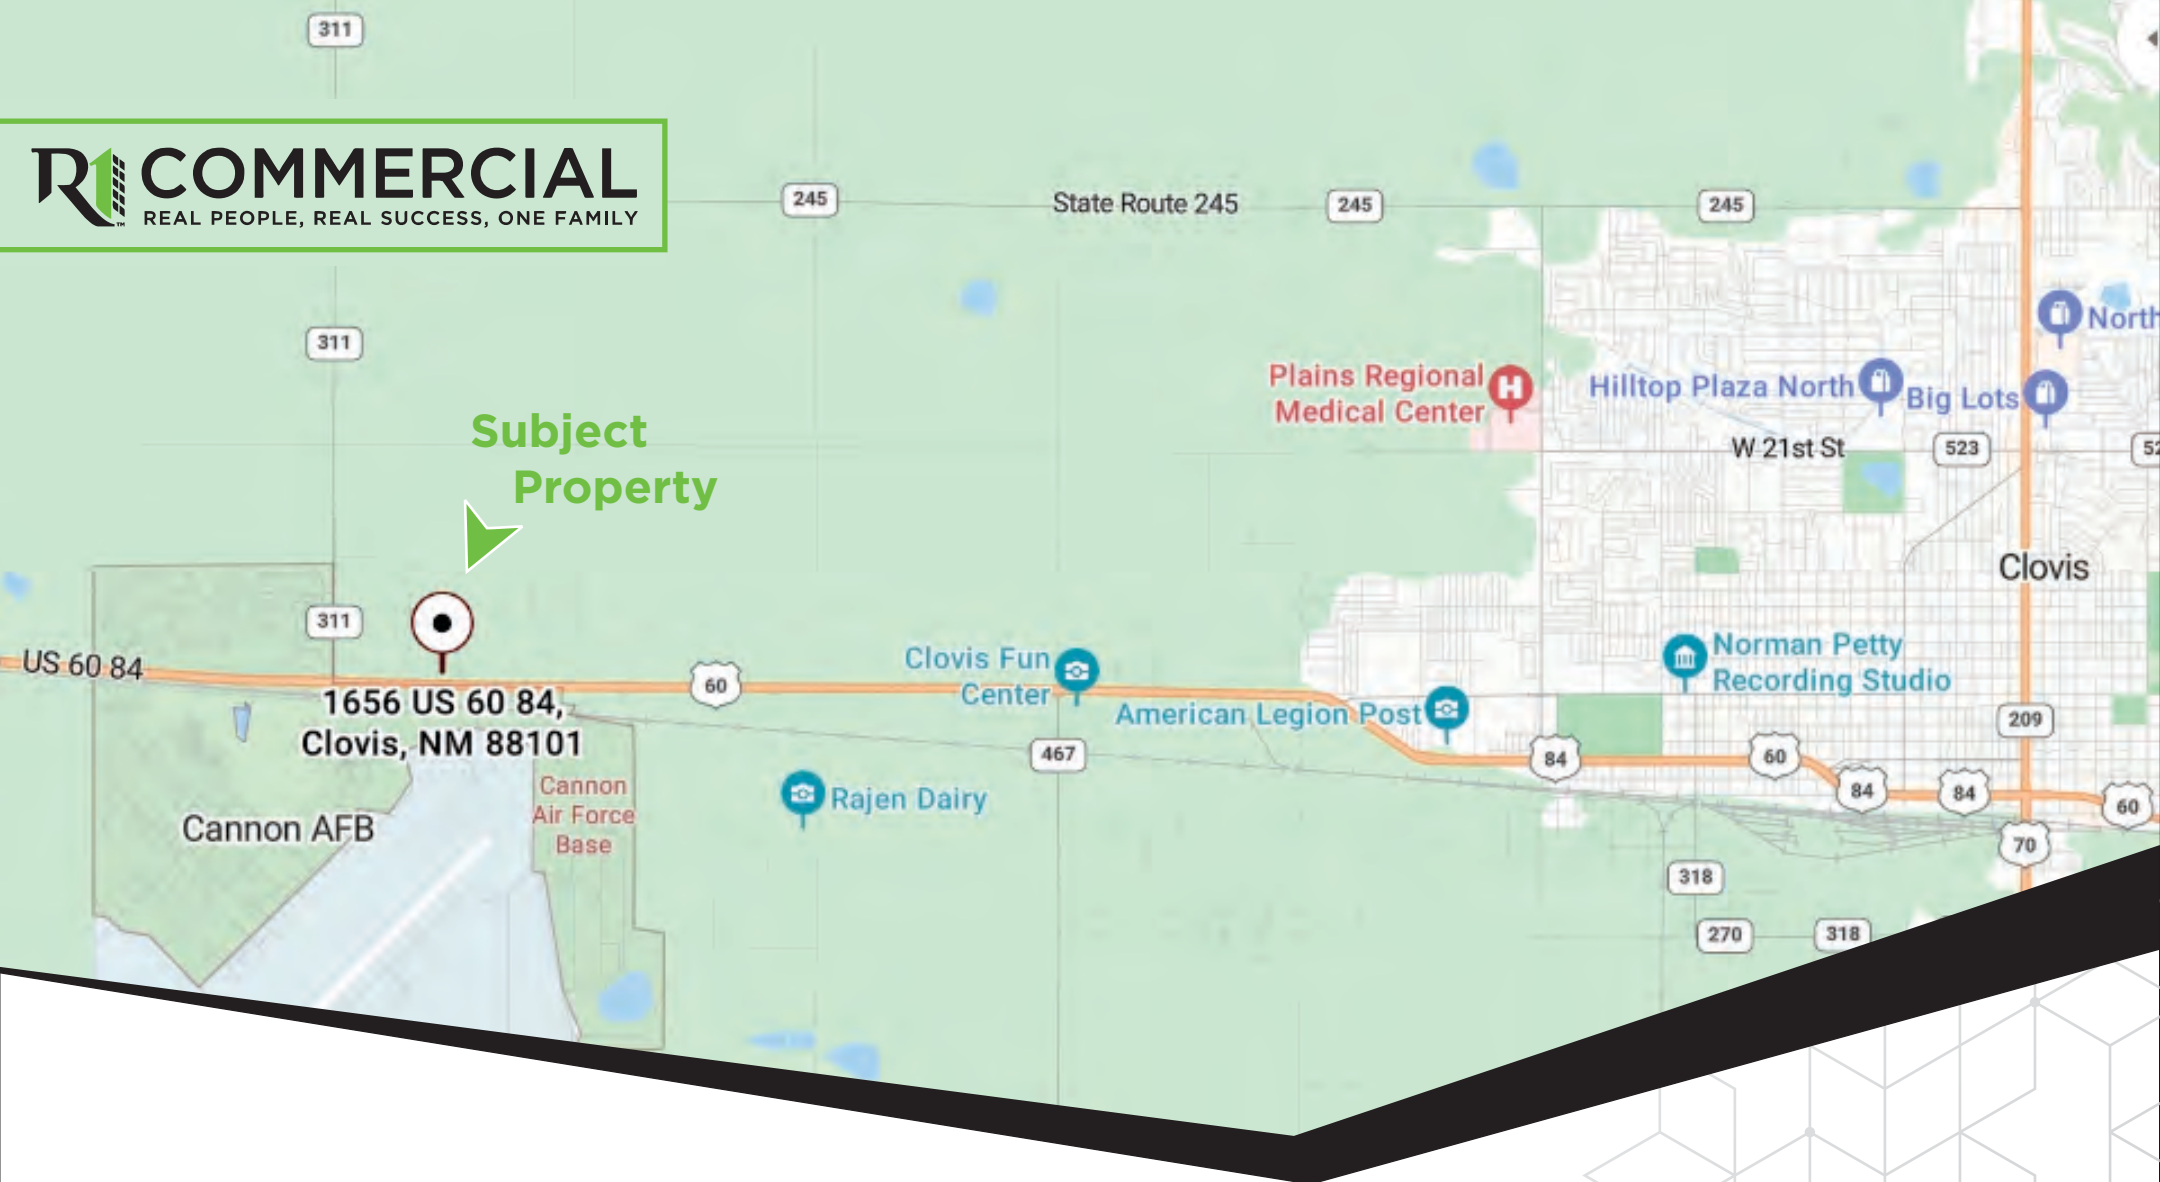 311
R1 COMMERCIAL
REAL PEOPLE, REAL SUCCESS, ONE FAMILY
™
245
State Route 245
245
245
311
North
Plains Regional
Medical Center
Hilltop Plaza North
Big Lots
W 21st St
523
52
Subject
Property
Clovis
311
US 60 84
1656 US 60 84,
Clovis, NM 88101
60
Clovis Fun
Center
American Legion Post
Norman Petty
Recording Studio
209
467
84
60
84
84
60
Cannon
Air Force
Base
Rajen Dairy
Cannon AFB
70
318
270
318